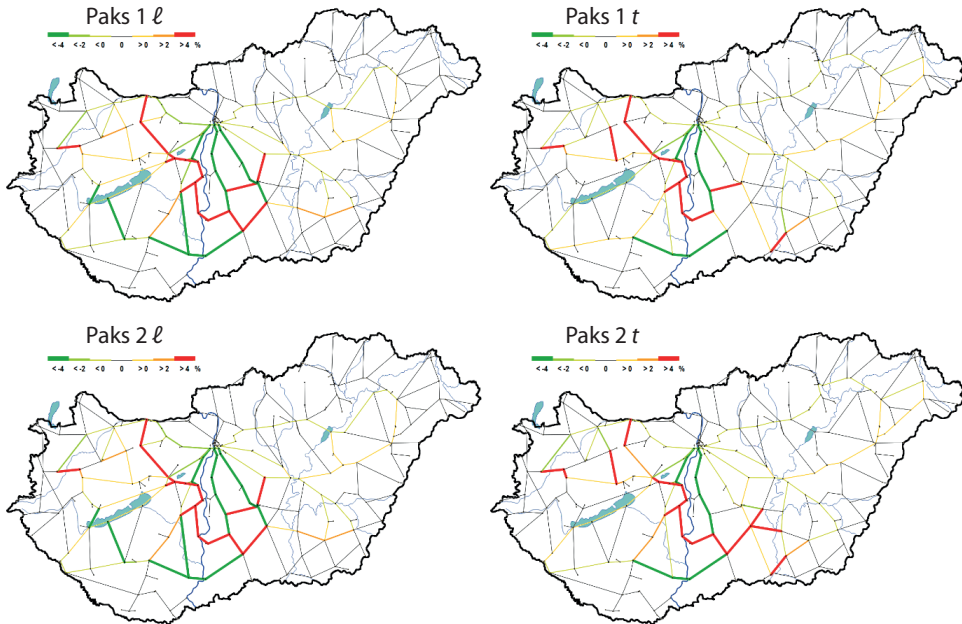 Paks 1 ℓ
<-4 <-2 <0 0 >0 >2 >4 %
Paks 1 t
<-4 <-2 <0 0 >0 >2 >4 %
Paks 2 ℓ
<-4 <-2 <0 0 >0 >2 >4 %
Paks 2 t
<-4 <-2 <0 0 >0 >2 >4 %